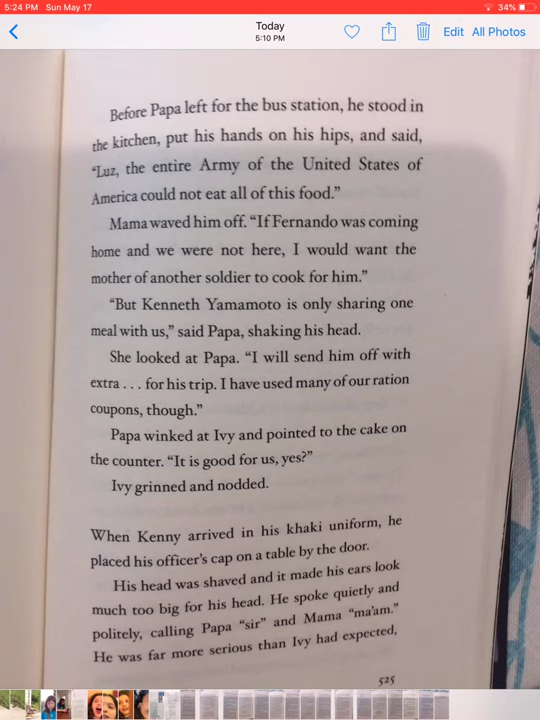 5:24 PM Sun May 17
34%
Today
5:10 PM
Edit All Photos
Before Papa left for the bus station, he stood in
the kitchen, put his hands on his hips, and said,
“Luz, the entire Army of the United States of
America could not eat all of this food.”
Mama waved him off. “If Fernando was coming
home and we were not here, I would want the
mother of another soldier to cook for him.”
“But Kenneth Yamamoto is only sharing one
meal with us,” said Papa, shaking his head.
She looked at Papa. “I will send him off with
extra . . . for his trip. I have used many of our ration
coupons, though.”
Papa winked at Ivy and pointed to the cake on
the counter. “It is good for us, yes?”
Ivy grinned and nodded.
When Kenny arrived in his khaki uniform, he
placed his officer’s cap on a table by the door.
His head was shaved and it made his ears look
much too big for his head. He spoke quietly and
politely, calling Papa “sir” and Mama “ma’am.”
He was far more serious than Ivy had expected,
525